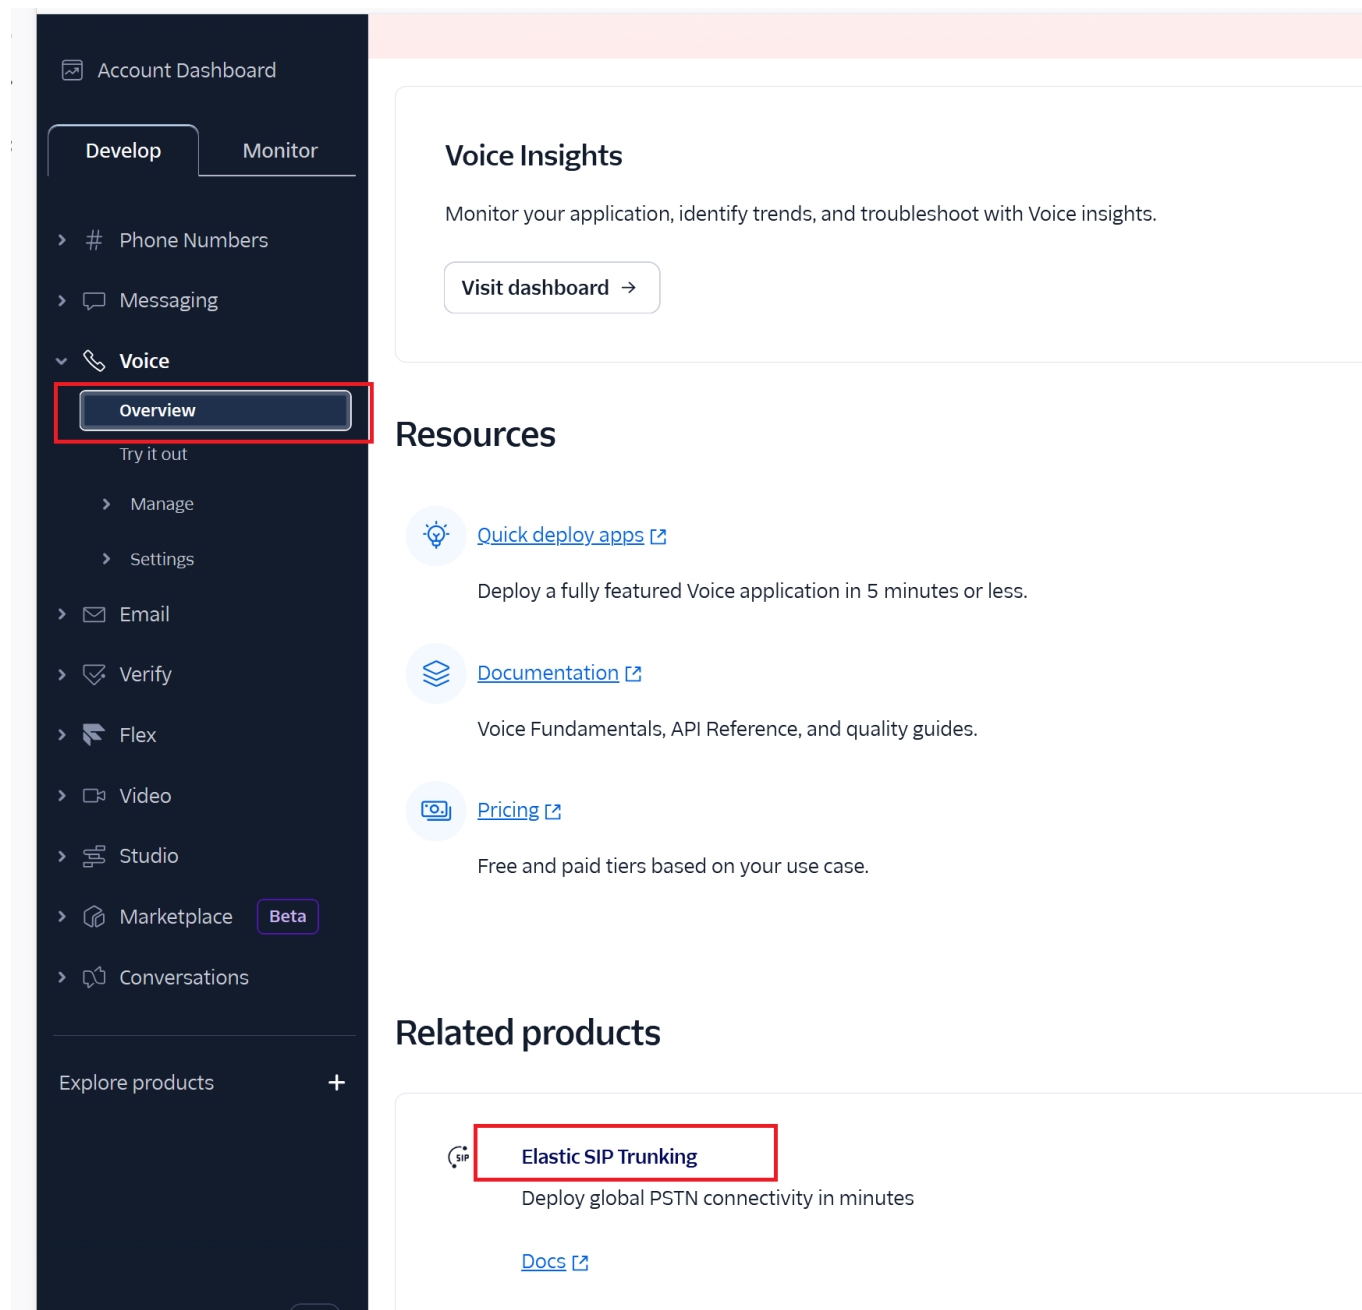 Account Dashboard
Develop
Monitor
Phone Numbers
Messaging
Voice
Overview
Try it out
Manage
Settings
Email
Verify
Flex
Video
Studio
Marketplace
Beta
Conversations
Explore products
Voice Insights
Monitor your application, identify trends, and troubleshoot with Voice insights.
Visit dashboard →
Resources
Quick deploy apps
Deploy a fully featured Voice application in 5 minutes or less.
Documentation
Voice Fundamentals, API Reference, and quality guides.
Pricing
Free and paid tiers based on your use case.
Related products
SIP
Elastic SIP Trunking
Deploy global PSTN connectivity in minutes
Docs